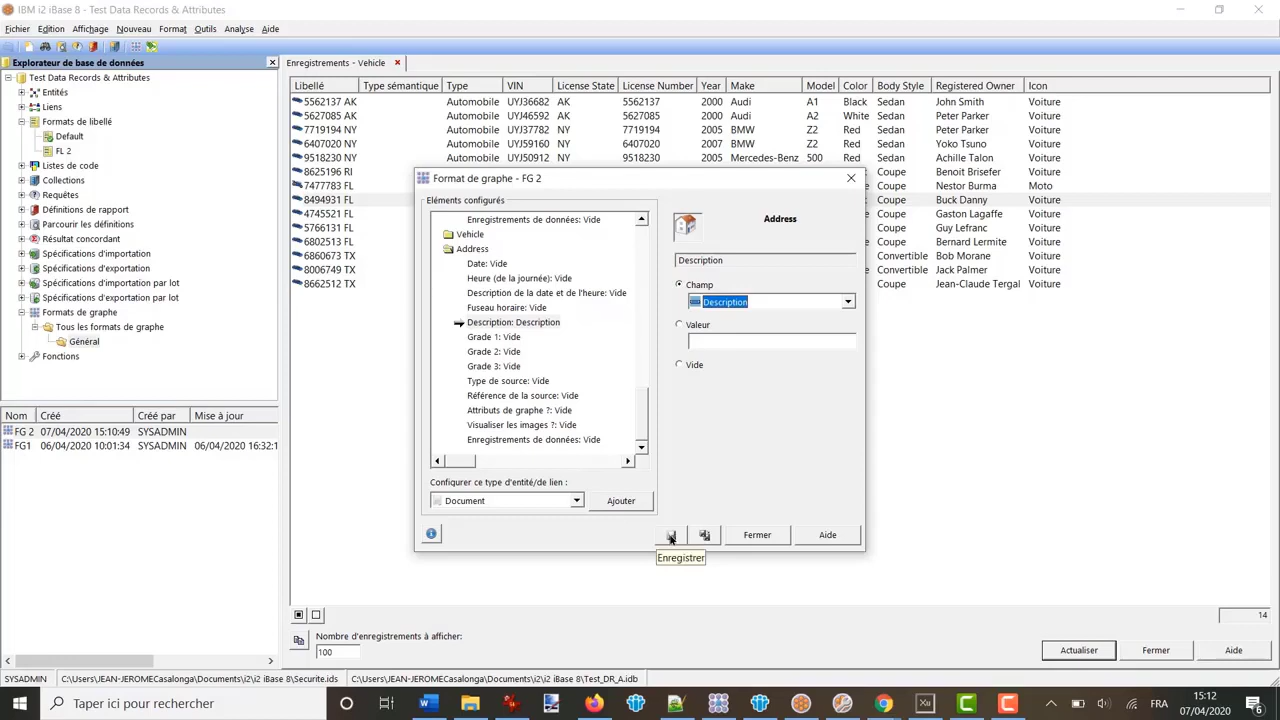 IBM i2 iBase 8 - Test Data Records & Attributes
Fichier Edition Affichage Nouveau Format Outils Analyse Aide
Explorateur de base de données
Test Data Records & Attributes
Entités
Liens
Formats de libellé
Default
FL 2
Listes de code
Collections
Requêtes
Définitions de rapport
Parcourir les définitions
Résultat concordant
Spécifications d'importation
Spécifications d'exportation
Spécifications d'importation par lot
Spécifications d'exportation par lot
Formats de graphe
Tous les formats de graphe
Général
Fonctions
Nom Créé Créé par Mise à jour
FG 2 07/04/2020 15:10:49 SYSADMIN
FG1 06/04/2020 10:01:34 SYSADMIN 06/04/2020 16:32:1
Enregistrements - Vehicle
Libellé Type sémantique Type VIN License State License Number Year Make Model Color Body Style Registered Owner Icon
5562137 AK Automobile UYJ36682 AK 5562137 2000 Audi A1 Black Sedan John Smith Voiture
5627085 AK Automobile UYJ46592 AK 5627085 2000 Audi A2 White Sedan Peter Parker Voiture
7719194 NY Automobile UYJ37782 NY 7719194 2005 BMW Z2 Red Sedan Peter Parker Voiture
6407020 NY Automobile UYJ59160 NY 6407020 2007 BMW Z2 Red Sedan Yoko Tsuno Voiture
9518230 NY Automobile UYJ50912 NY 9518230 2005 Mercedes-Benz 500 Red Sedan Achille Talon Voiture
8625196 RI Coupe Benoit Brisefer Voiture
7477783 FL Coupe Nestor Burma Moto
8494931 FL Coupe Buck Danny Voiture
4745521 FL Coupe Gaston Lagaffe Voiture
5766131 FL Coupe Guy Lefranc Voiture
6802513 FL Coupe Bernard Lermite Voiture
6860673 TX Convertible Bob Morane Voiture
8006749 TX Convertible Jack Palmer Voiture
8662512 TX Coupe Jean-Claude Tergal Voiture
Format de graphe - FG 2
Eléments configurés
Enregistrements de données: Vide
Vehicle
Address
Date: Vide
Heure (de la journée): Vide
Description de la date et de l'heure: Vide
Fuseau horaire: Vide
Description: Description
Grade 1: Vide
Grade 2: Vide
Grade 3: Vide
Type de source: Vide
Référence de la source: Vide
Attributs de graphe ?: Vide
Visualiser les images ?: Vide
Enregistrements de données: Vide
Configurer ce type d'entité/de lien :
Document Ajouter
Address
Description
Champ
Description
Valeur
Vide
Fermer Aide
Enregistrer
14
Nombre d'enregistrements à afficher:
100
Actualiser Fermer Aide
SYSADMIN C:\Users\JEAN-JEROMECasalonga\Documents\i2\i2 iBase 8\Securite.ids C:\Users\JEAN-JEROMECasalonga\Documents\i2\i2 iBase 8\Test_DR_A.idb
Taper ici pour rechercher
15:12
07/04/2020
6